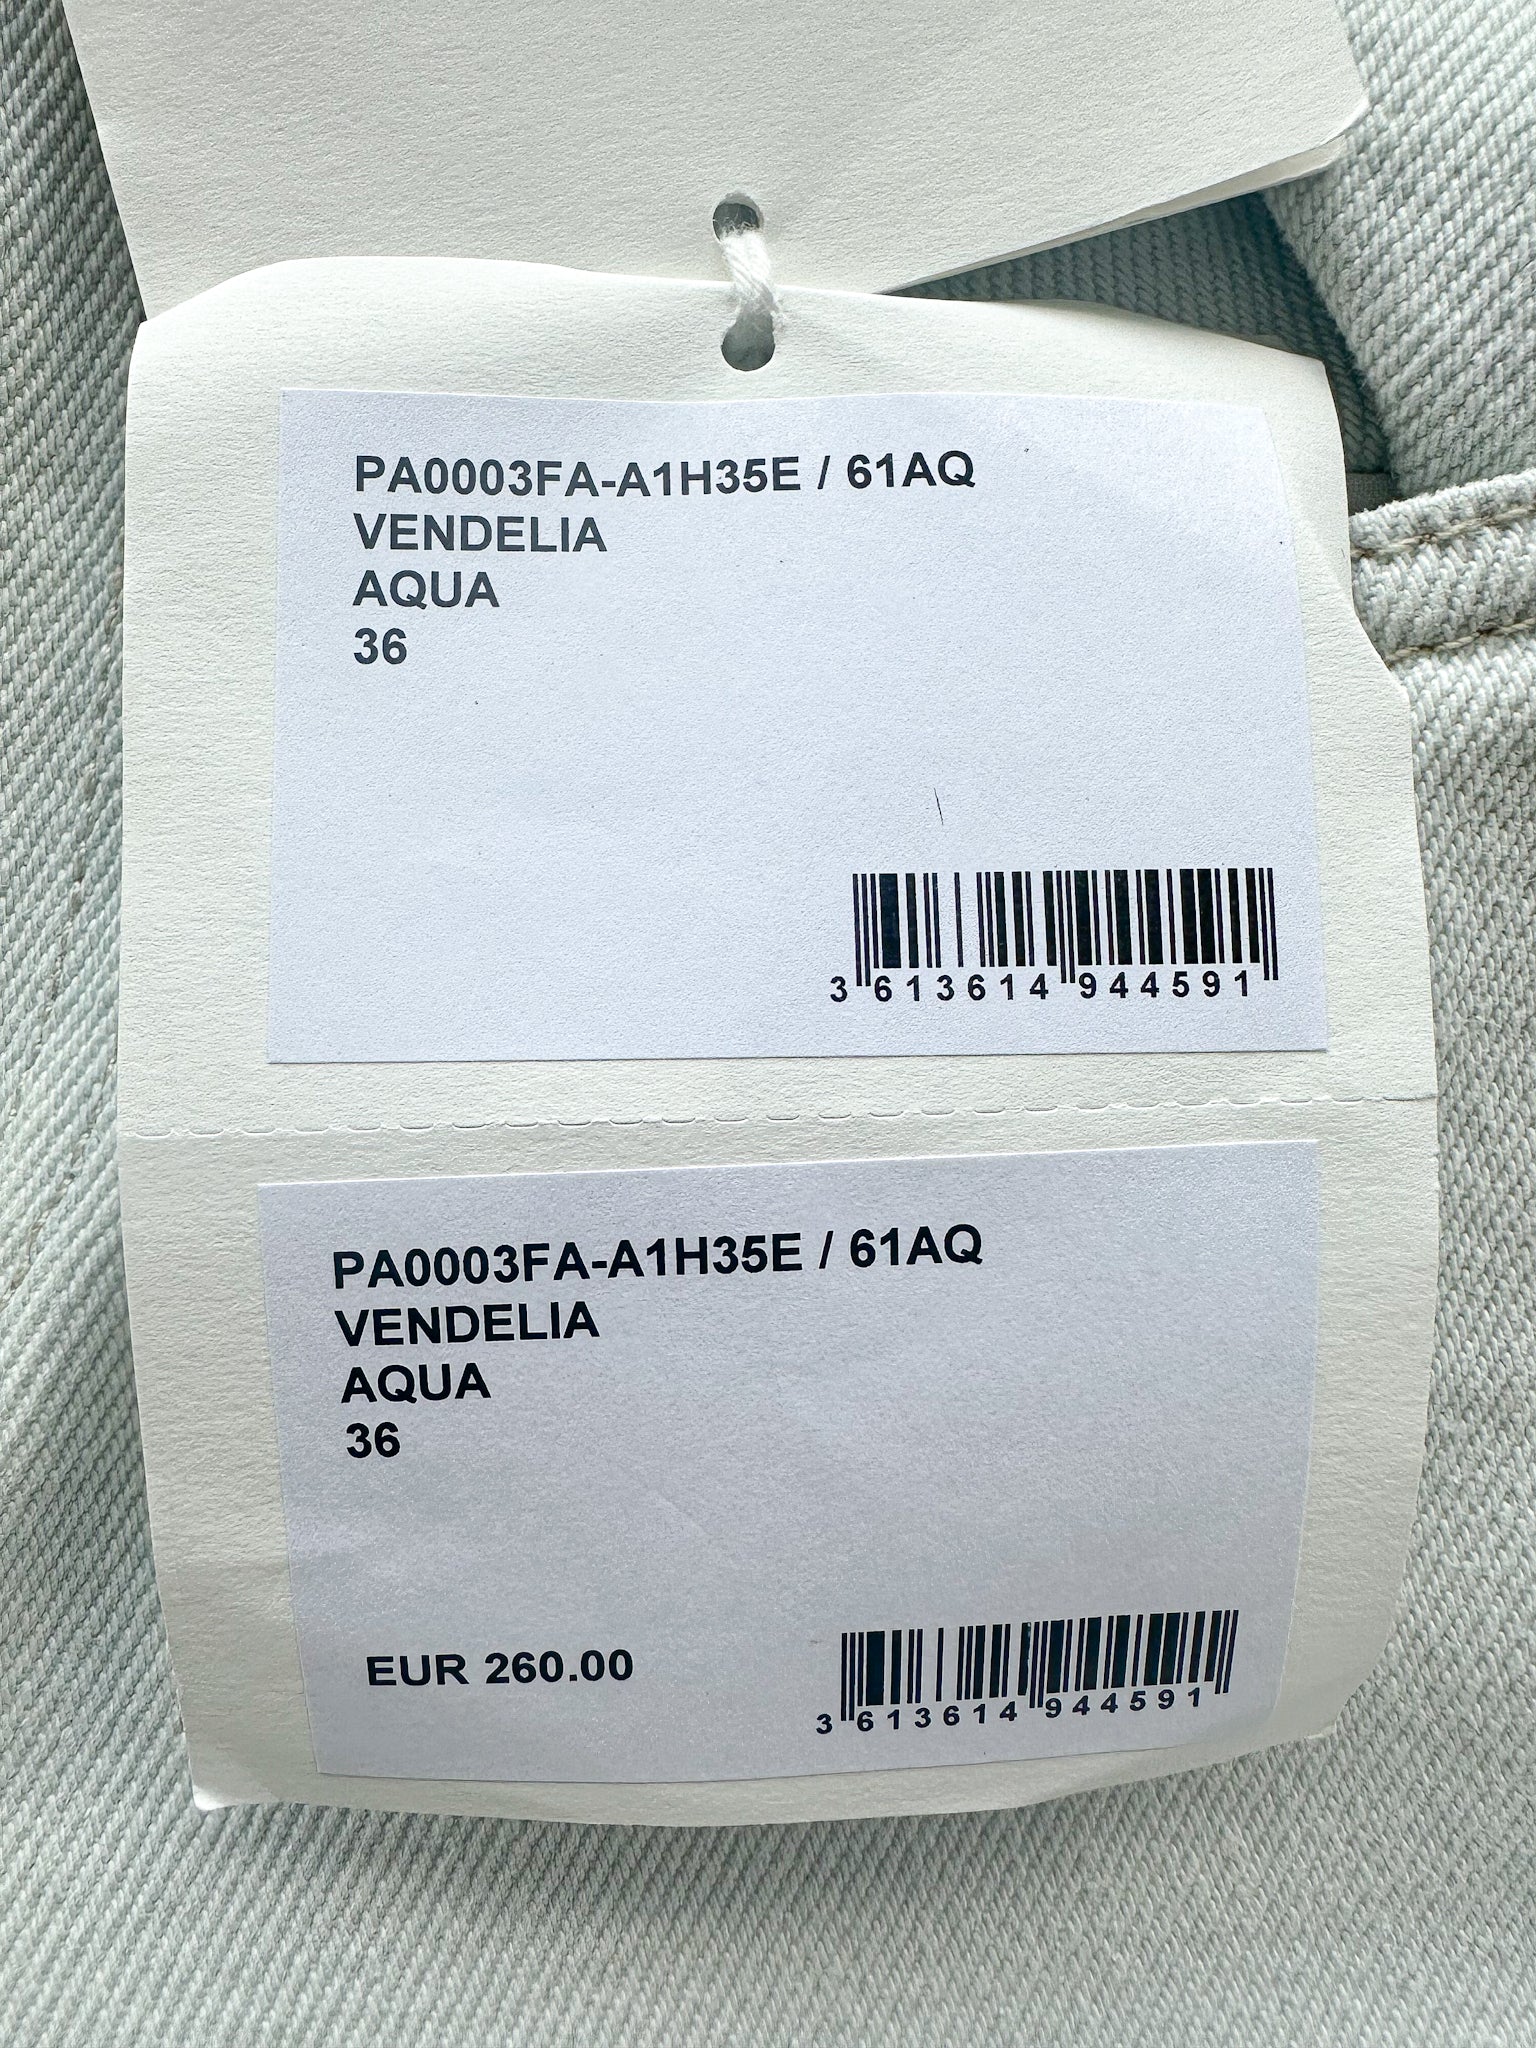 PA0003FA-A1H35E / 61AQ
VENDELIA
AQUA
36
3 613614 944591
PA0003FA-A1H35E / 61AQ
VENDELIA
AQUA
36
EUR 260.00
3 613614 944591